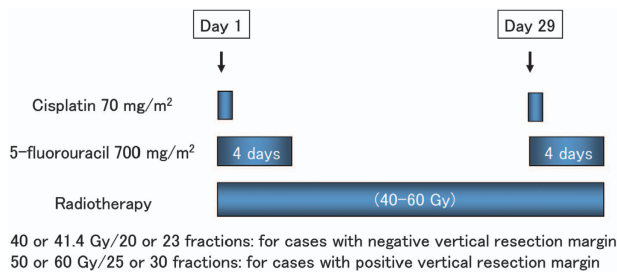 Day 1 Day 29
Cisplatin 70 mg/m²
5-fluorouracil 700 mg/m² 4 days 4 days
Radiotherapy (40-60 Gy)
40 or 41.4 Gy/20 or 23 fractions: for cases with negative vertical resection margin
50 or 60 Gy/25 or 30 fractions: for cases with positive vertical resection margin